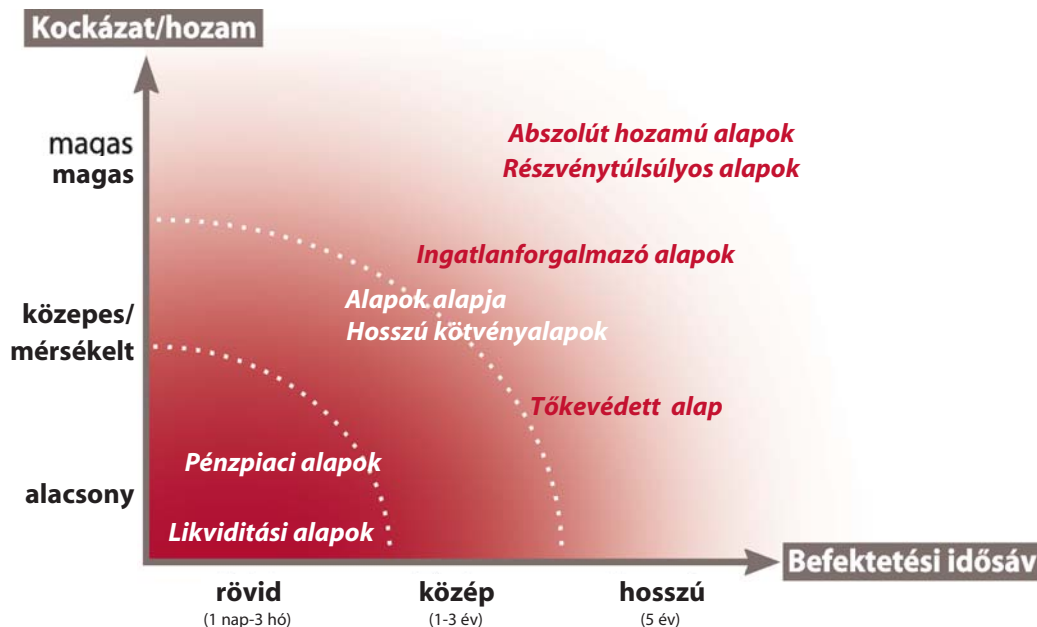 Kockázat/hozam
magas
magas
Abszolút hozamú alapok
Részvénytúlsúlyos alapok
Ingatlanforgalmazó alapok
Alapok alapja
Hosszú kötvényalapok
közepes/
mérsékelt
Tőkevédett alap
Pénzpiaci alapok
alacsony
Likviditási alapok
Befektetési idősáv
rövid
(1 nap-3 hó)
közép
(1-3 év)
hosszú
(5 év)